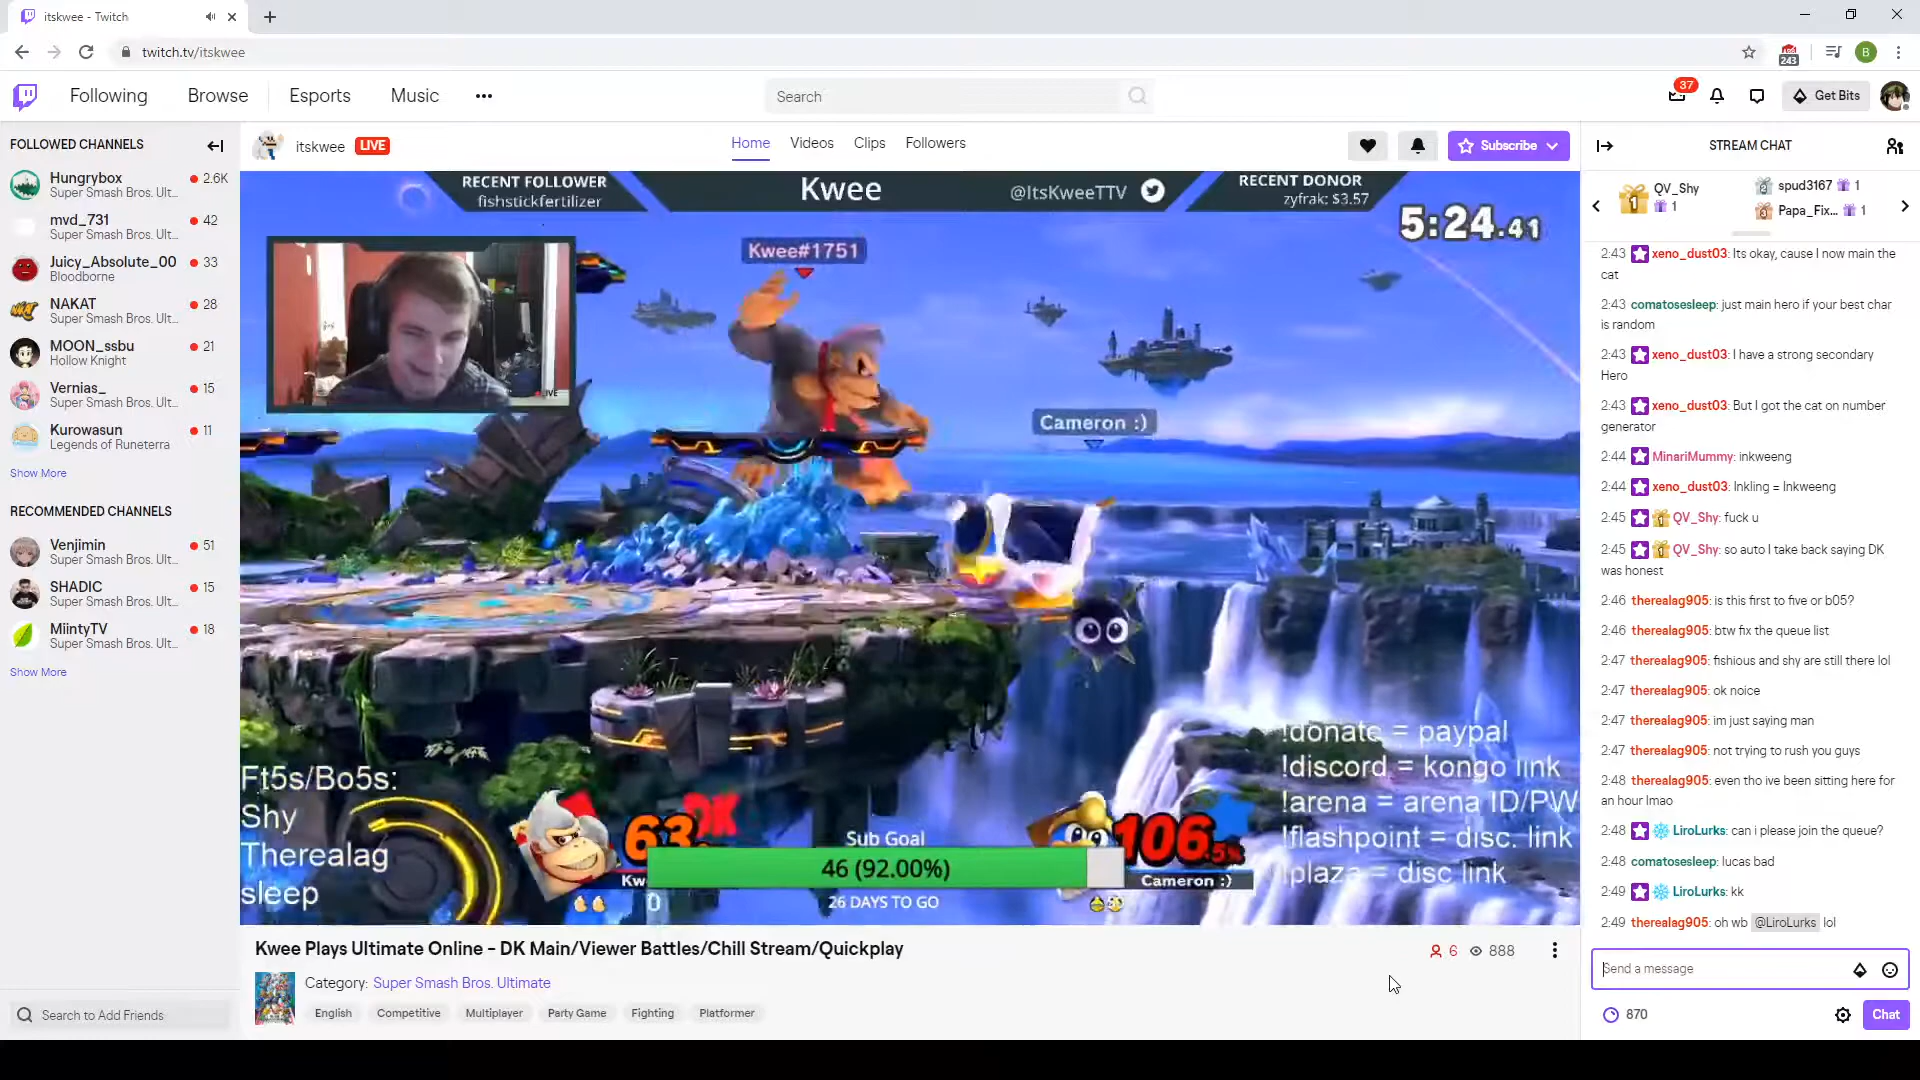 itskwee - Twitch
twitch.tv/itskwee
243
B
Following
Browse
Esports
Music
Search
37
Get Bits
FOLLOWED CHANNELS
Hungrybox
2.6K
Super Smash Bros. Ult...
mvd_731
42
Super Smash Bros. Ult...
Juicy_Absolute_00
33
Bloodborne
NAKAT
28
Super Smash Bros. Ult...
MOON_ssbu
21
Hollow Knight
Vernias_
15
Super Smash Bros. Ult...
Kurowasun
11
Legends of Runeterra
Show More
RECOMMENDED CHANNELS
Venjimin
51
Super Smash Bros. Ult...
SHADIC
15
Super Smash Bros. Ult...
MiintyTV
18
Super Smash Bros. Ult...
Show More
Search to Add Friends
itskwee
LIVE
Home
Videos
Clips
Followers
Subscribe
RECENT FOLLOWER
fishstickfertilizer
Kwee
@ItsKweeTTV
RECENT DONOR
zyfrak: $3.57
5:24.41
Kwee#1751
Cameron :)
LIVE
Ft5s/Bo5s:
Shy
Therealag
sleep
DK
63
Kw
Sub Goal
46 (92.00%)
0
26 DAYS TO GO
106.5%
Cameron :)
!donate = paypal
!discord = kongo link
!arena = arena ID/PW
!flashpoint = disc. link
!plaza = disc link
Kwee Plays Ultimate Online - DK Main/Viewer Battles/Chill Stream/Quickplay
6
888
Category: Super Smash Bros. Ultimate
English
Competitive
Multiplayer
Party Game
Fighting
Platformer
STREAM CHAT
1
QV_Shy
1
2
spud3167
1
3
Papa_Fix...
1
2:43 xeno_dust03: Its okay, cause I now main the
cat
2:43 comatosesleep: just main hero if your best char
is random
2:43 xeno_dust03: I have a strong secondary
Hero
2:43 xeno_dust03: But I got the cat on number
generator
2:44 MinariMummy: inkweeng
2:44 xeno_dust03: Inkling = Inkweeng
2:45 QV_Shy: fuck u
2:45 QV_Shy: so auto I take back saying DK
was honest
2:46 therealag905: is this first to five or b05?
2:46 therealag905: btw fix the queue list
2:47 therealag905: fishious and shy are still there lol
2:47 therealag905: ok noice
2:47 therealag905: im just saying man
2:47 therealag905: not trying to rush you guys
2:48 therealag905: even tho ive been sitting here for
an hour lmao
2:48 LiroLurks: can i please join the queue?
2:48 comatosesleep: lucas bad
2:49 LiroLurks: kk
2:49 therealag905: oh wb @LiroLurks lol
Send a message
870
Chat